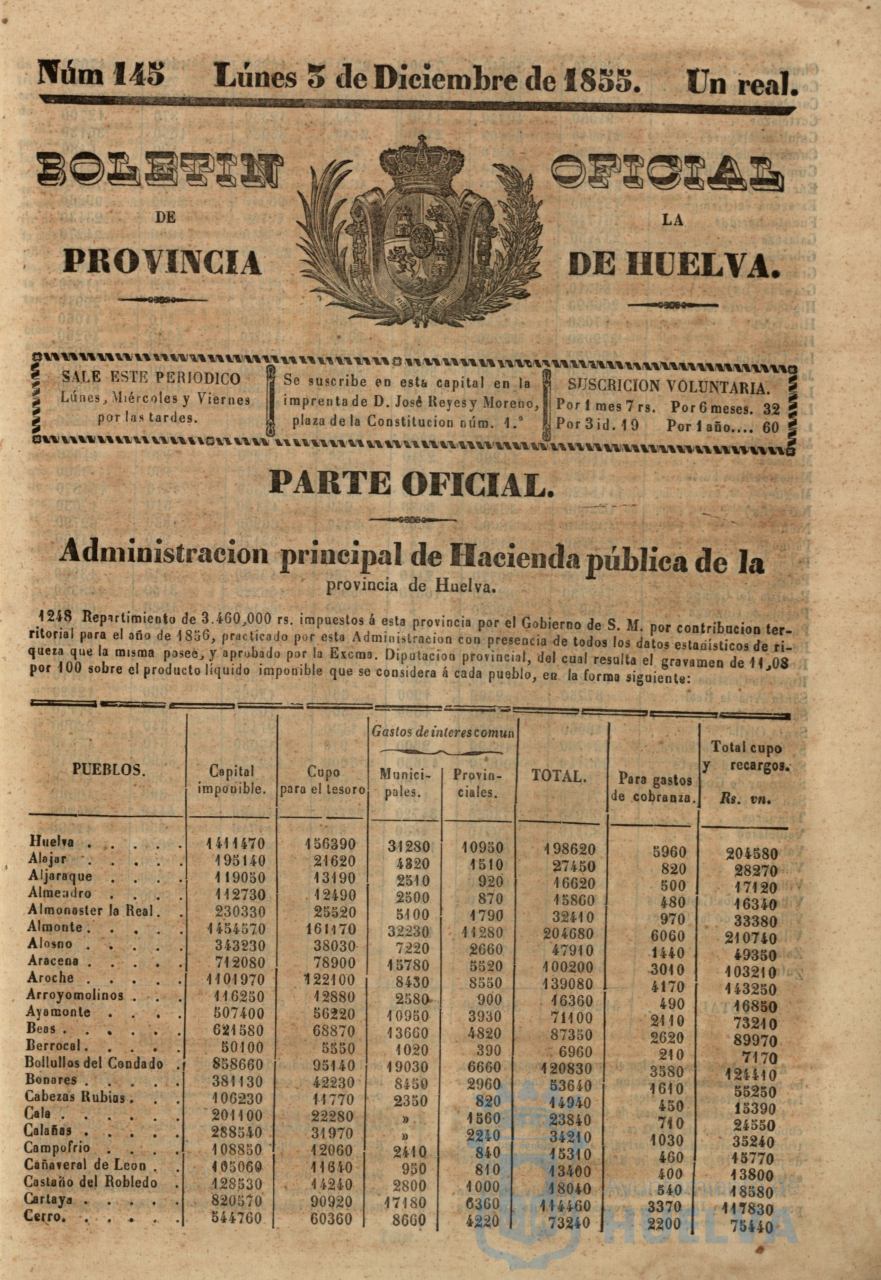 Núm 145 Lúnes 3 de Diciembre de 1855. Un real.
BOLETIN OFICIAL
DE LA
PROVINCIA DE HUELVA.
SALE ESTE PERIODICO
Lúnes, Miércoles y Viernes
por las tardes.
Se suscribe en esta capital en la
imprenta de D. José Reyes y Moreno,
plaza de la Constitucion núm. 1.º
SUSCRICION VOLUNTARIA.
Por 1 mes 7 rs. Por 6 meses. 32
Por 3 id. 19 Por 1 año.... 60
PARTE OFICIAL.
Administracion principal de Hacienda pública de la
provincia de Huelva.
1248 Repartimiento de 3.460,000 rs. impuestos á esta provincia por el Gobierno de S. M. por contribucion ter-
ritorial para el año de 1856, practicado por esta Administracion con presencia de todos los datos estadísticos de ri-
queza que la misma posee, y aprobado por la Excma. Diputacion provincial, del cual resulta el gravamen de 11,08
por 100 sobre el producto líquido imponible que se considera á cada pueblo, en la forma siguiente:
PUEBLOS.
Capital
imponible.
Cupo
para el tesoro
Gastos de interes comun
Munici-
pales.
Provin-
ciales.
TOTAL.
Para gastos
de cobranza.
Total cupo
y recargos.
Rs. vn.
Huelva . . . . . 1411470 156390 31280 10950 198620 5960 204580
Alajar . . . . . 195140 21620 4320 1510 27450 820 28270
Aljaraque . . . . 119050 13190 2510 920 16620 500 17120
Almendro . . . . 112730 12490 2500 870 15860 480 16340
Almonaster la Real. . 230330 25520 5100 1790 32410 970 33380
Almonte . . . . . 1454570 161170 32230 11280 204680 6060 210740
Alosno . . . . . 343230 38030 7220 2660 47910 1440 49350
Aracena . . . . . 712080 78900 15780 5520 100200 3010 103210
Aroche . . . . . 1101970 122100 8430 8550 139080 4170 143250
Arroyomolinos . . . 116250 12880 2580 900 16360 490 16850
Ayamonte . . . . 507400 56220 10950 3930 71100 2110 73210
Beas . . . . . . 621580 68870 13660 4820 87350 2620 89970
Berrocal . . . . . 50100 5550 1020 390 6960 210 7170
Bollullos del Condado . 858660 95140 19030 6660 120830 3580 124410
Bonares . . . . . 381130 42230 8450 2960 53640 1610 55250
Cabezas Rubias . . . 106230 11770 2350 820 14940 450 15390
Cala . . . . . . 201100 22280 » 1560 23840 710 24550
Calañas . . . . . 288540 31970 » 2240 34210 1030 35240
Campofrio . . . . 108850 12060 2410 840 15310 460 15770
Cañaveral de Leon . . 105060 11640 950 810 13400 400 13800
Castaño del Robledo . 128530 14240 2800 1000 18040 540 18580
Cartaya . . . . . 820570 90920 17180 6360 114460 3370 117830
Cerro. . . . . . 544760 60360 8660 4220 73240 2200 75440
HUELVA